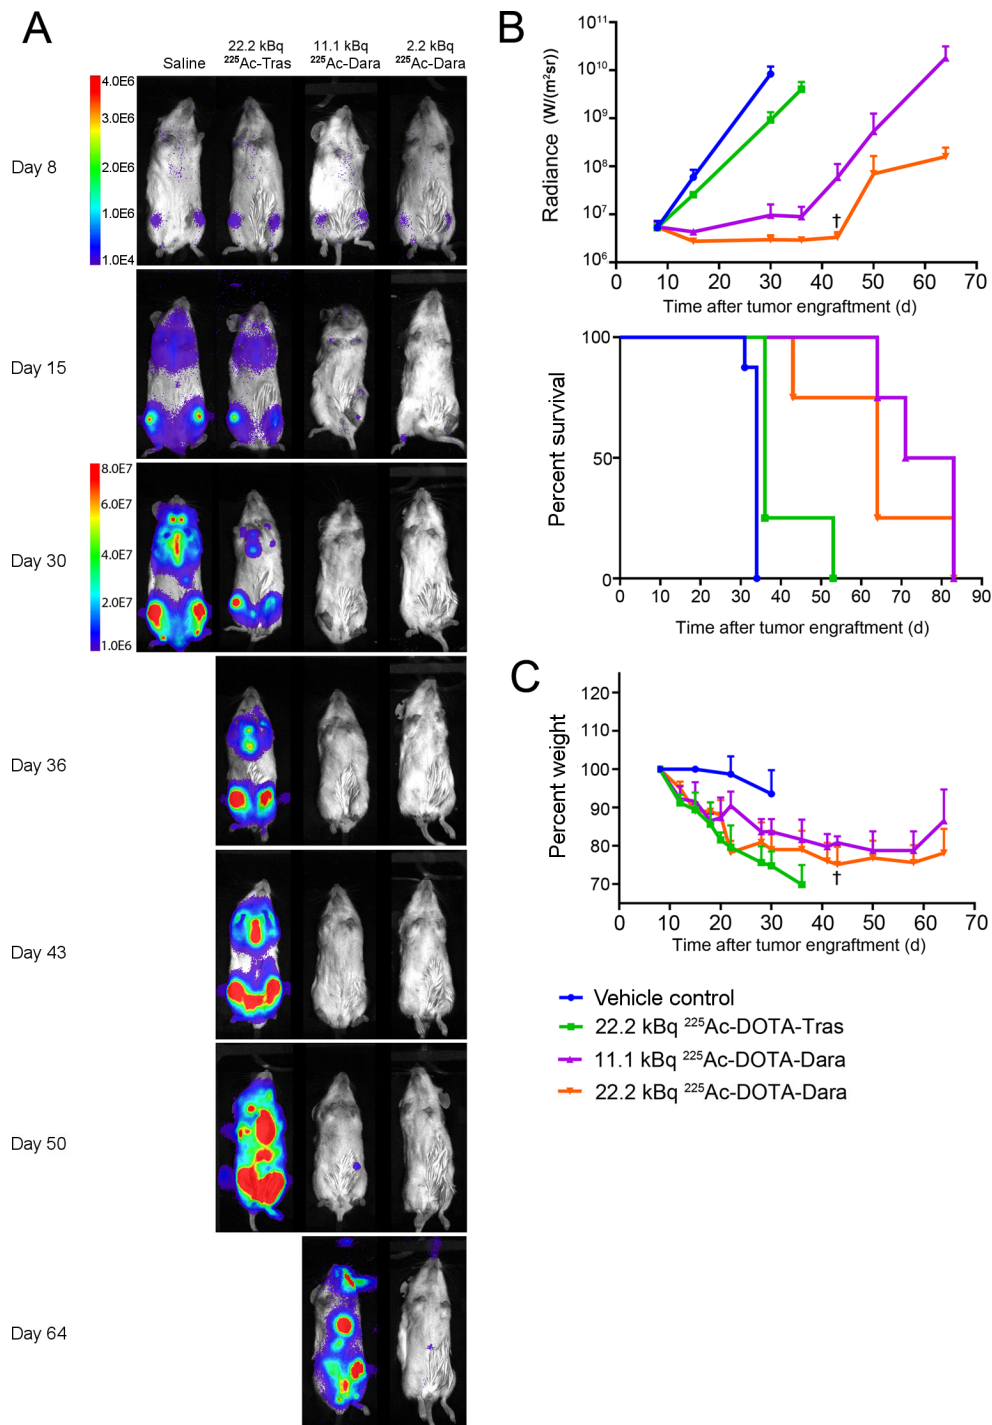 A
Saline
22.2 kBq
²²⁵Ac-Tras
11.1 kBq
²²⁵Ac-Dara
2.2 kBq
²²⁵Ac-Dara
4.0E6
3.0E6
2.0E6
1.0E6
1.0E4
Day 8
Day 15
8.0E7
6.0E7
4.0E7
2.0E7
1.0E6
Day 30
Day 36
Day 43
Day 50
Day 64
B
Radiance (W/(m²sr))
10¹¹
10¹⁰
10⁹
10⁸
10⁷
10⁶
†
0 10 20 30 40 50 60 70
Time after tumor engraftment (d)
Percent survival
100
50
0
0 10 20 30 40 50 60 70 80 90
Time after tumor engraftment (d)
C
Percent weight
120
110
100
90
80
70
†
0 10 20 30 40 50 60 70
Time after tumor engraftment (d)
Vehicle control
22.2 kBq ²²⁵Ac-DOTA-Tras
11.1 kBq ²²⁵Ac-DOTA-Dara
22.2 kBq ²²⁵Ac-DOTA-Dara